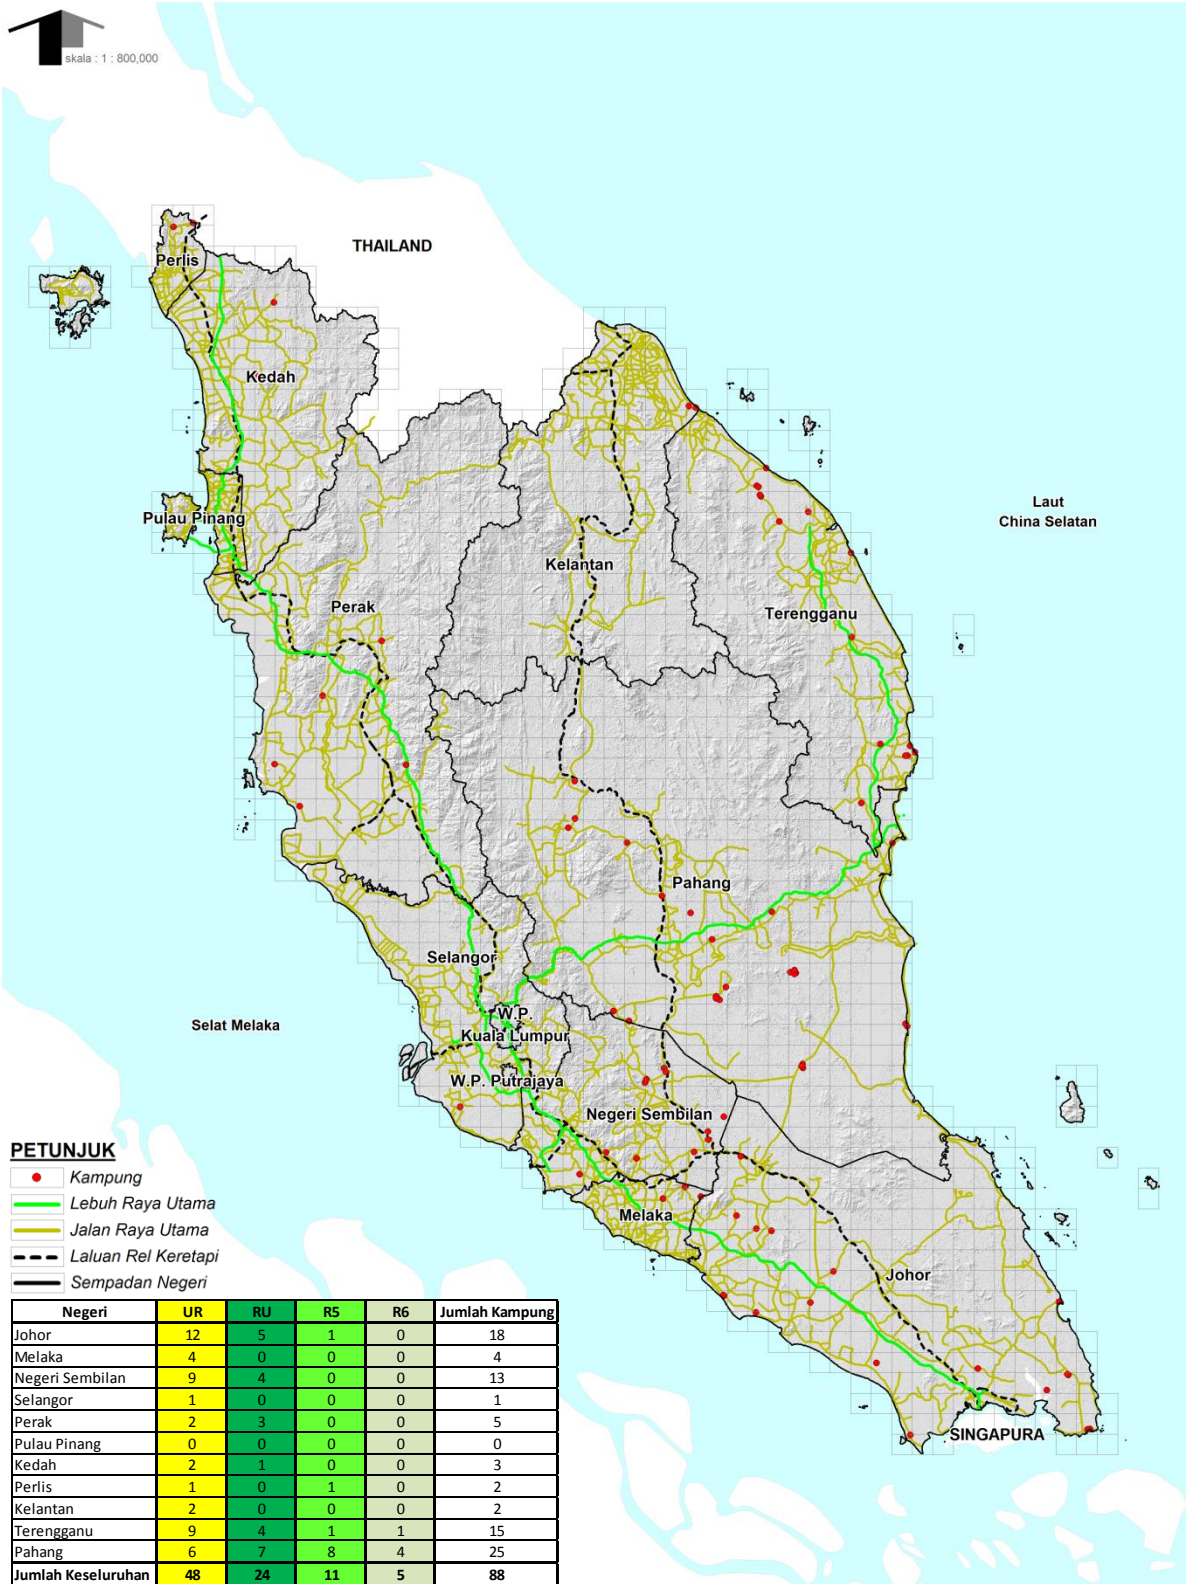 skala : 1 : 800,000
THAILAND
Perlis
Kedah
Pulau Pinang
Laut
China Selatan
Kelantan
Perak
Terengganu
Pahang
Selangor
W.P.
Kuala Lumpur
Selat Melaka
W.P. Putrajaya
Negeri Sembilan
Melaka
Johor
SINGAPURA
PETUNJUK
Kampung
Lebuh Raya Utama
Jalan Raya Utama
Laluan Rel Keretapi
Sempadan Negeri
Negeri UR RU R5 R6 Jumlah Kampung
Johor 12 5 1 0 18
Melaka 4 0 0 0 4
Negeri Sembilan 9 4 0 0 13
Selangor 1 0 0 0 1
Perak 2 3 0 0 5
Pulau Pinang 0 0 0 0 0
Kedah 2 1 0 0 3
Perlis 1 0 1 0 2
Kelantan 2 0 0 0 2
Terengganu 9 4 1 1 15
Pahang 6 7 8 4 25
Jumlah Keseluruhan 48 24 11 5 88